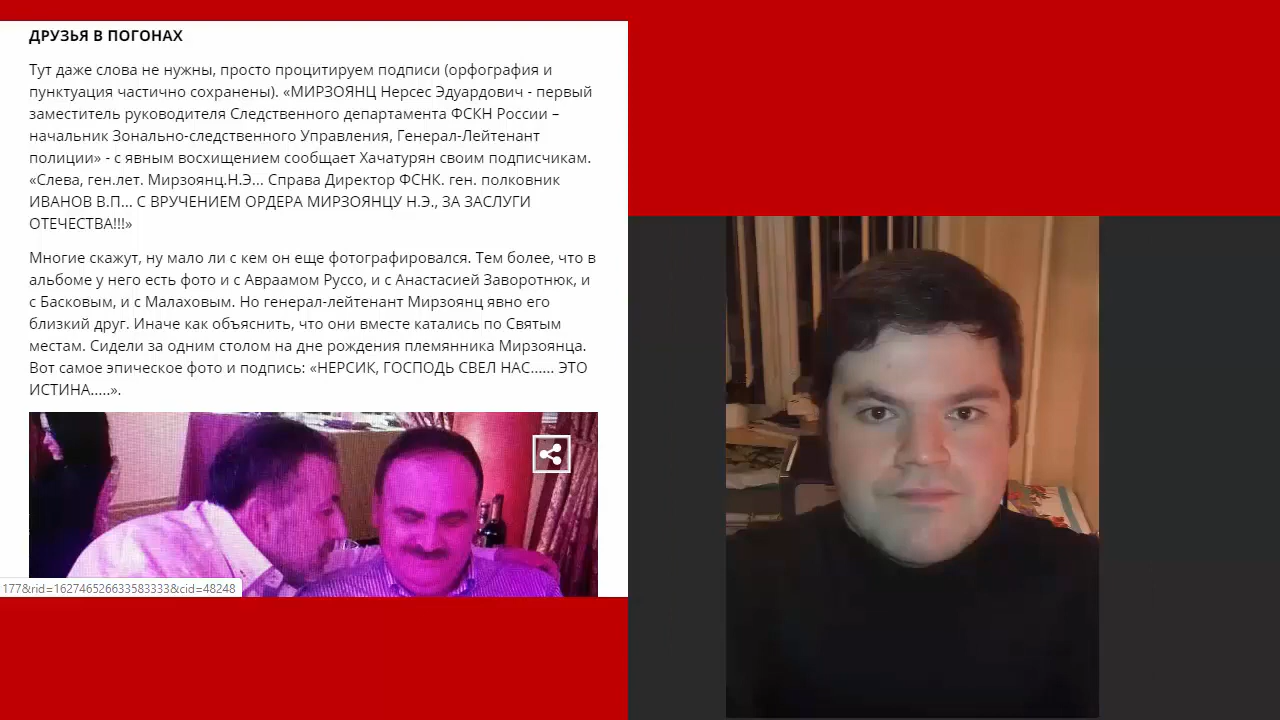 ДРУЗЬЯ В ПОГОНАХ
Тут даже слова не нужны, просто процитируем подписи (орфография и
пунктуация частично сохранены). «МИРЗОЯНЦ Нерсес Эдуардович - первый
заместитель руководителя Следственного департамента ФСКН России –
начальник Зонально-следственного Управления, Генерал-Лейтенант
полиции» - с явным восхищением сообщает Хачатурян своим подписчикам.
«Слева, ген.лет. Мирзоянц.Н.Э... Справа Директор ФСНК. ген. полковник
ИВАНОВ В.П... С ВРУЧЕНИЕМ ОРДЕРА МИРЗОЯНЦУ Н.Э., ЗА ЗАСЛУГИ
ОТЕЧЕСТВА!!!»
Многие скажут, ну мало ли с кем он еще фотографировался. Тем более, что в
альбоме у него есть фото и с Авраамом Руссо, и с Анастасией Заворотнюк, и
с Басковым, и с Малаховым. Но генерал-лейтенант Мирзоянц явно его
близкий друг. Иначе как объяснить, что они вместе катались по Святым
местам. Сидели за одним столом на дне рождения племянника Мирзоянца.
Вот самое эпическое фото и подпись: «НЕРСИК, ГОСПОДЬ СВЕЛ НАС...... ЭТО
ИСТИНА.....».
177&rid=162746526633583333&cid=48248